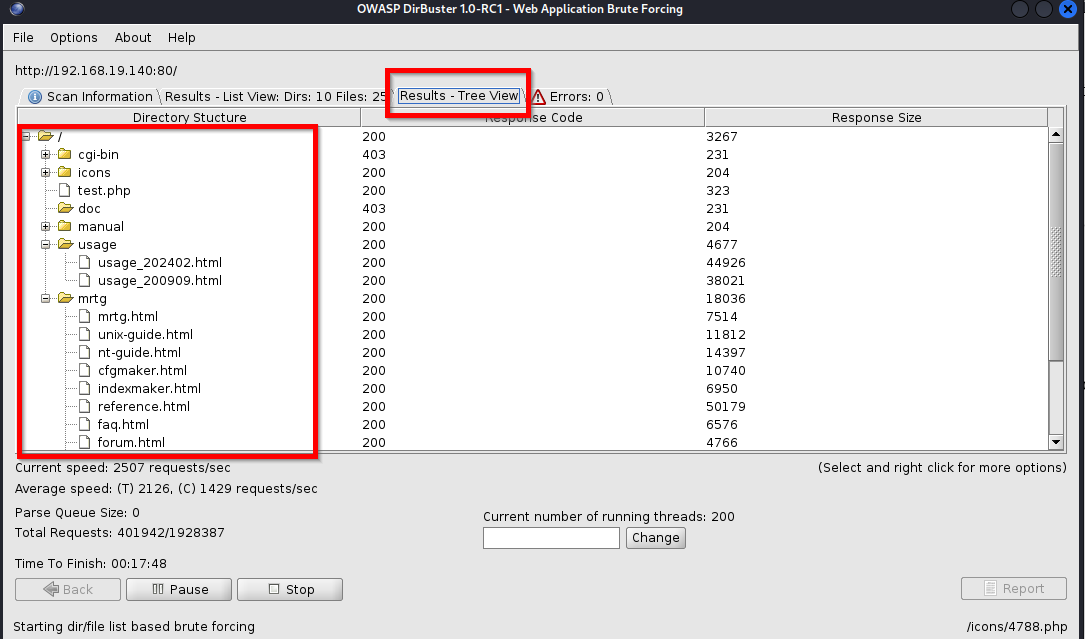 OWASP DirBuster 1.0-RC1 - Web Application Brute Forcing
File Options About Help
http://192.168.19.140:80/
Scan Information Results - List View: Dirs: 10 Files: 25 Results - Tree View Errors: 0
Directory Stucture Response Code Response Size
/ 200 3267
cgi-bin 403 231
icons 200 204
test.php 200 323
doc 403 231
manual 200 204
usage 200 4677
usage_202402.html 200 44926
usage_200909.html 200 38021
mrtg 200 18036
mrtg.html 200 7514
unix-guide.html 200 11812
nt-guide.html 200 14397
cfgmaker.html 200 10740
indexmaker.html 200 6950
reference.html 200 50179
faq.html 200 6576
forum.html 200 4766
Current speed: 2507 requests/sec (Select and right click for more options)
Average speed: (T) 2126, (C) 1429 requests/sec
Parse Queue Size: 0 Current number of running threads: 200
Total Requests: 401942/1928387 Change
Time To Finish: 00:17:48
Back Pause Stop Report
Starting dir/file list based brute forcing /icons/4788.php